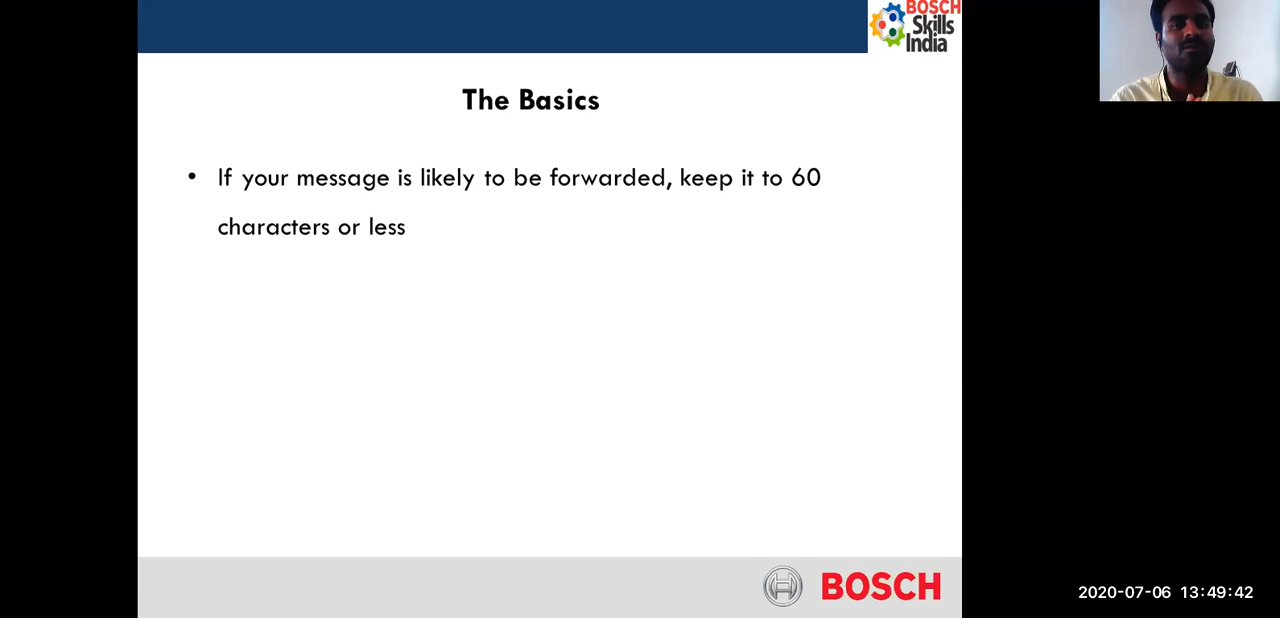 BOSCH
Skills
India
The Basics
• If your message is likely to be forwarded, keep it to 60
characters or less
BOSCH
2020-07-06 13:49:42